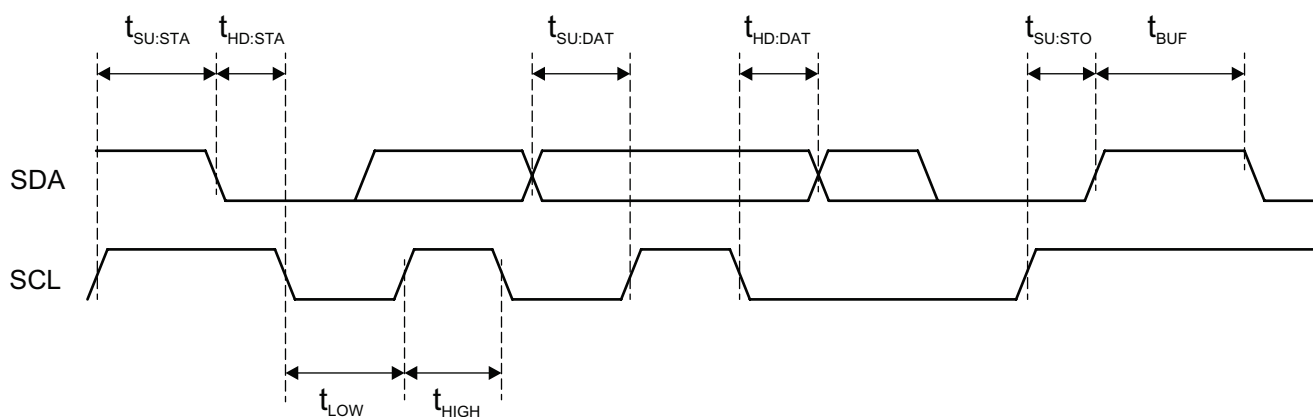 tSU:STA tHD:STA tSU:DAT tHD:DAT tSU:STO tBUF
SDA
SCL
tLOW tHIGH